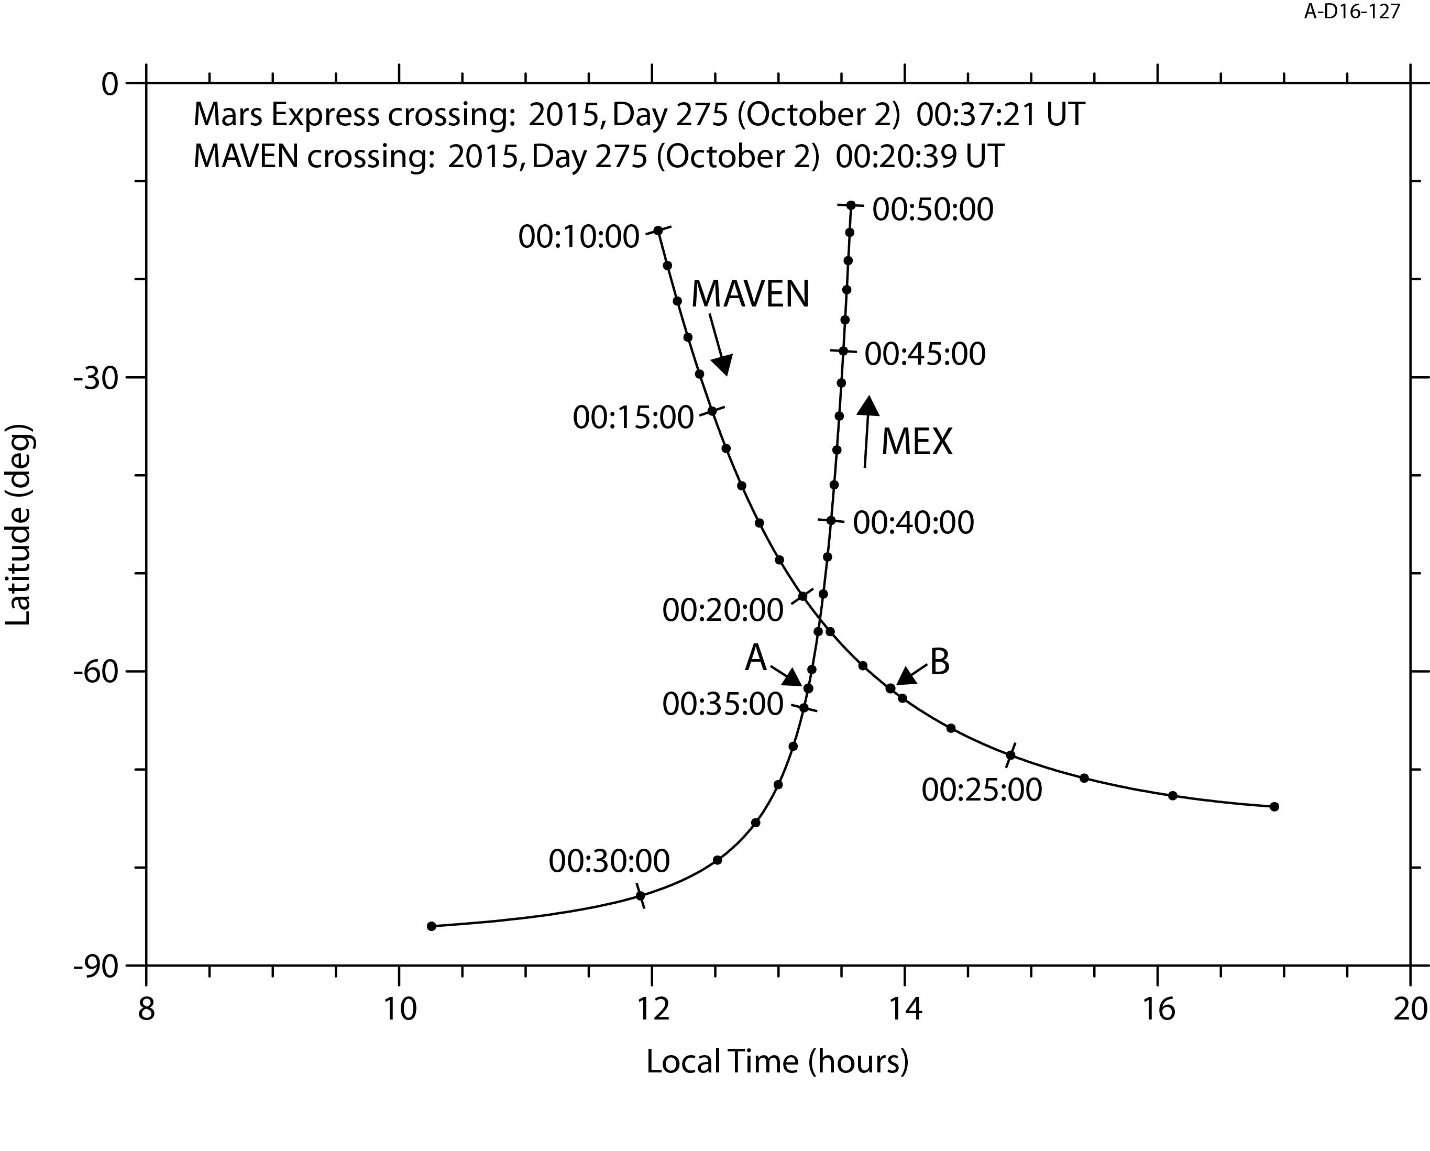 A-D16-127
0
Mars Express crossing: 2015, Day 275 (October 2) 00:37:21 UT
MAVEN crossing: 2015, Day 275 (October 2) 00:20:39 UT
00:50:00
00:10:00
MAVEN
00:45:00
-30
00:15:00
MEX
00:40:00
Latitude (deg)
00:20:00
A
B
-60
00:35:00
00:25:00
00:30:00
-90
8 10 12 14 16 18 20
Local Time (hours)